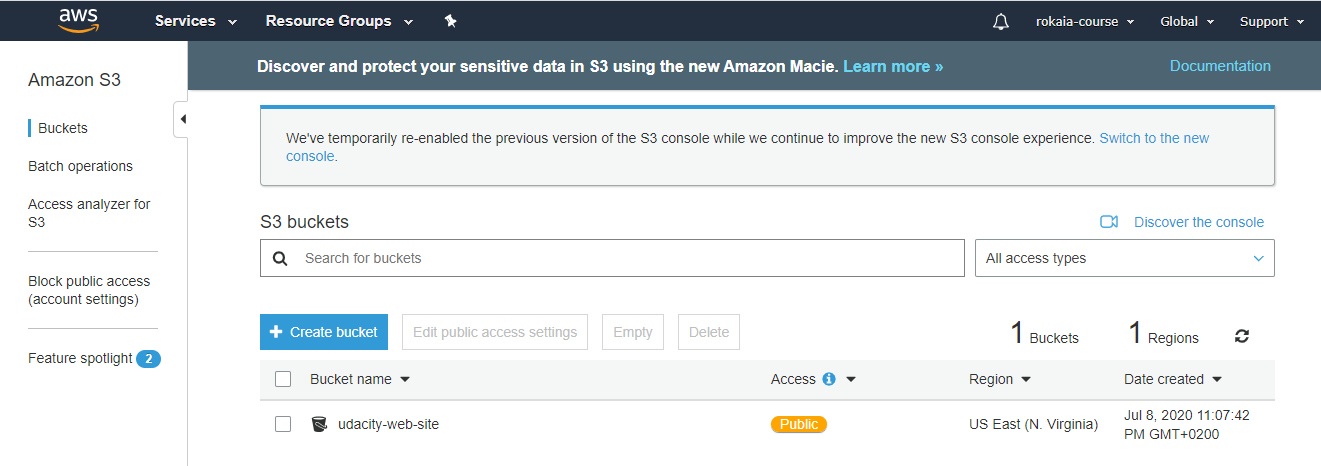 aws Services Resource Groups rokaia-course Global Support
Discover and protect your sensitive data in S3 using the new Amazon Macie. Learn more » Documentation
Amazon S3
Buckets
Batch operations
Access analyzer for
S3
Block public access
(account settings)
Feature spotlight 2
We've temporarily re-enabled the previous version of the S3 console while we continue to improve the new S3 console experience. Switch to the new
console.
S3 buckets Discover the console
Search for buckets All access types
Create bucket Edit public access settings Empty Delete 1 Buckets 1 Regions
Bucket name Access Region Date created
udacity-web-site Public US East (N. Virginia) Jul 8, 2020 11:07:42
PM GMT+0200